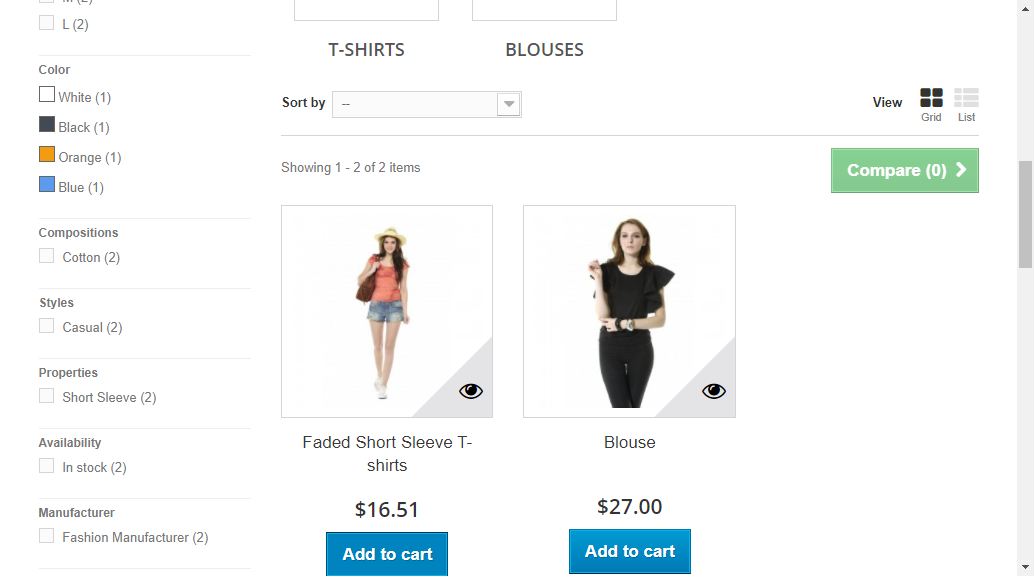 M (2)
L (2)
Color
White (1)
Black (1)
Orange (1)
Blue (1)
Compositions
Cotton (2)
Styles
Casual (2)
Properties
Short Sleeve (2)
Availability
In stock (2)
Manufacturer
Fashion Manufacturer (2)
T-SHIRTS
BLOUSES
Sort by
--
View
Grid
List
Showing 1 - 2 of 2 items
Compare (0)
Faded Short Sleeve T-
shirts
$16.51
Add to cart
Blouse
$27.00
Add to cart